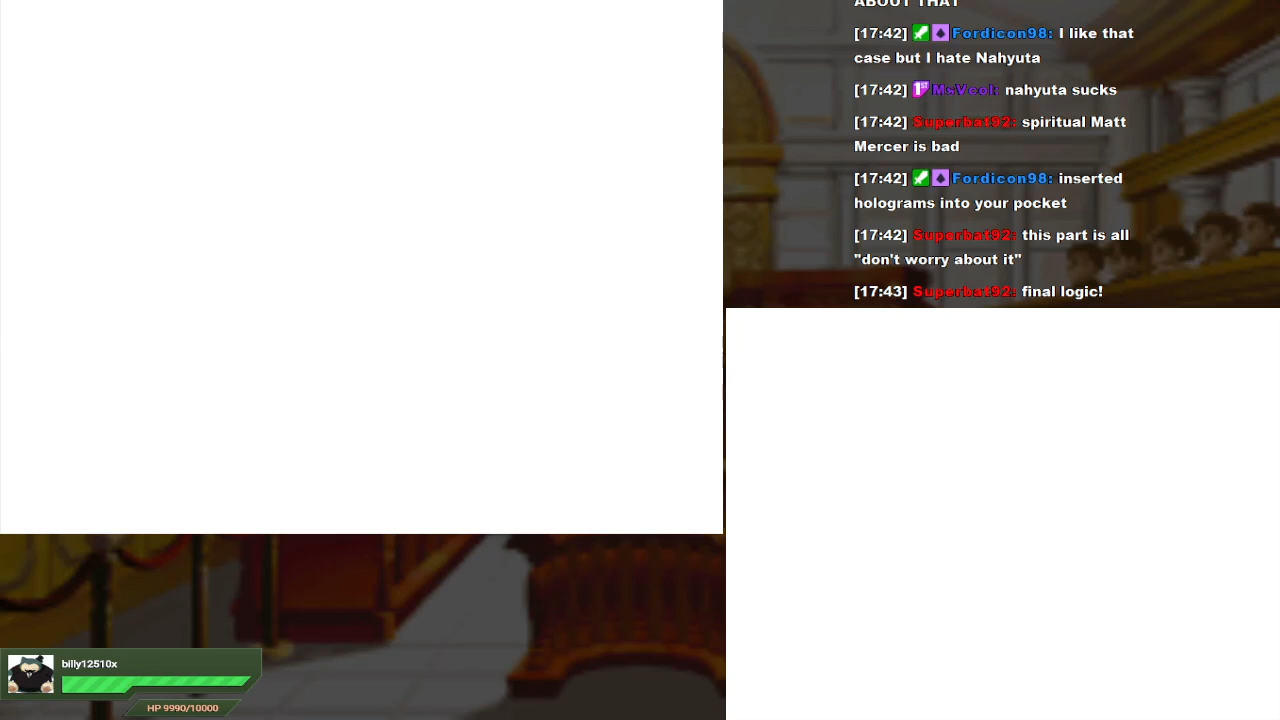 ABOUT THAT
[17:42] Fordicon98: I like that
case but I hate Nahyuta
[17:42] MsVeol: nahyuta sucks
[17:42] Superbat92: spiritual Matt
Mercer is bad
[17:42] Fordicon98: inserted
holograms into your pocket
[17:42] Superbat92: this part is all
"don't worry about it"
[17:43] Superbat92: final logic!
billy12510x
HP 9990/10000